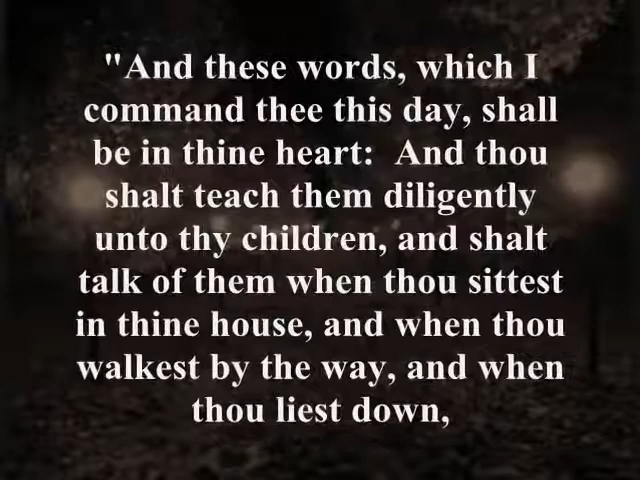 "And these words, which I
command thee this day, shall
be in thine heart:  And thou
shalt teach them diligently
unto thy children, and shalt
talk of them when thou sittest
in thine house, and when thou
walkest by the way, and when
thou liest down,